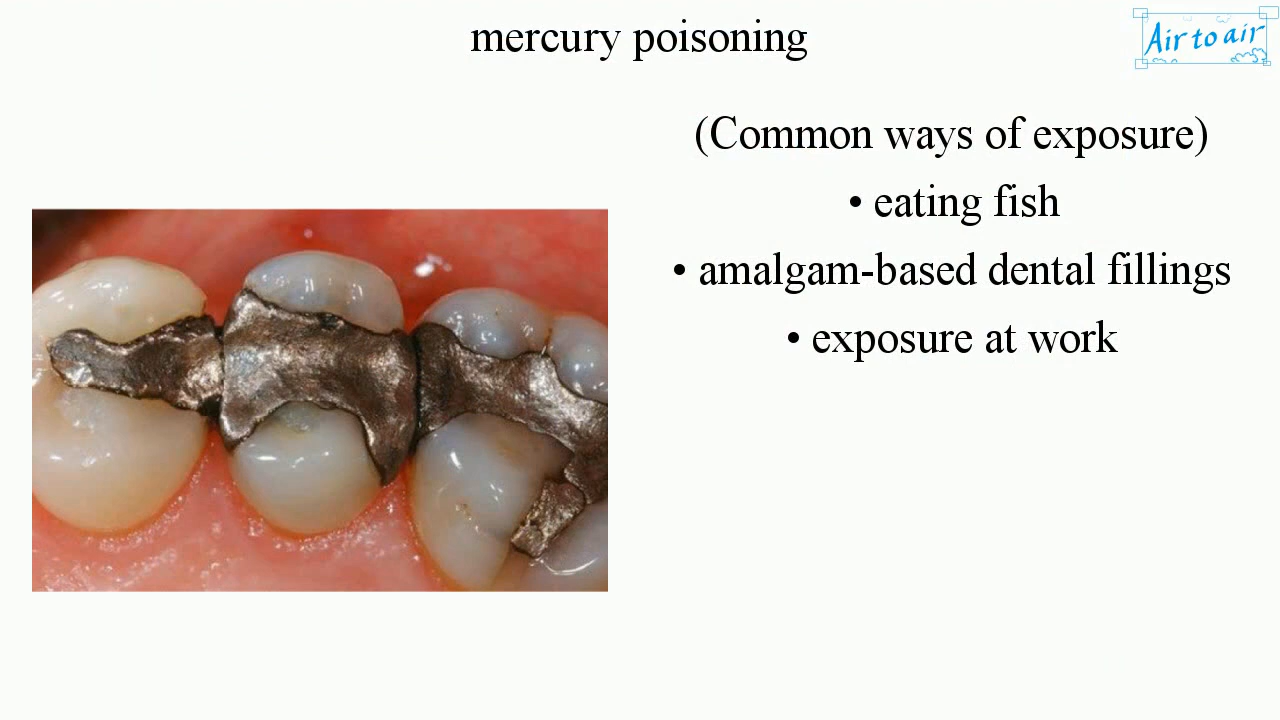 mercury poisoning
Air to air
(Common ways of exposure)
• eating fish
• amalgam-based dental fillings
• exposure at work